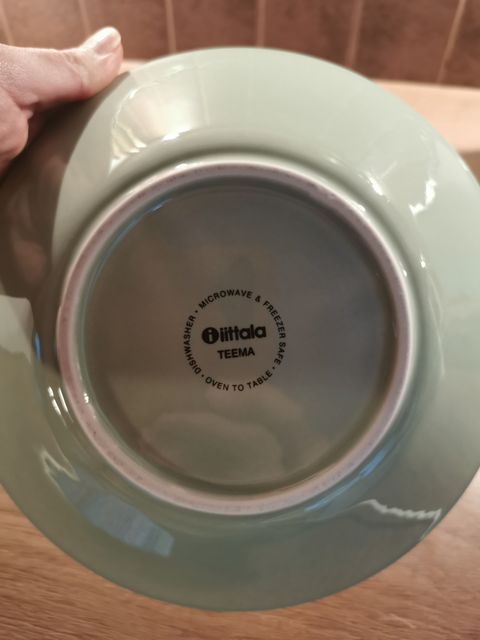 DISHWASHER • MICROWAVE & FREEZER SAFE • OVEN TO TABLE •
iittala
TEEMA